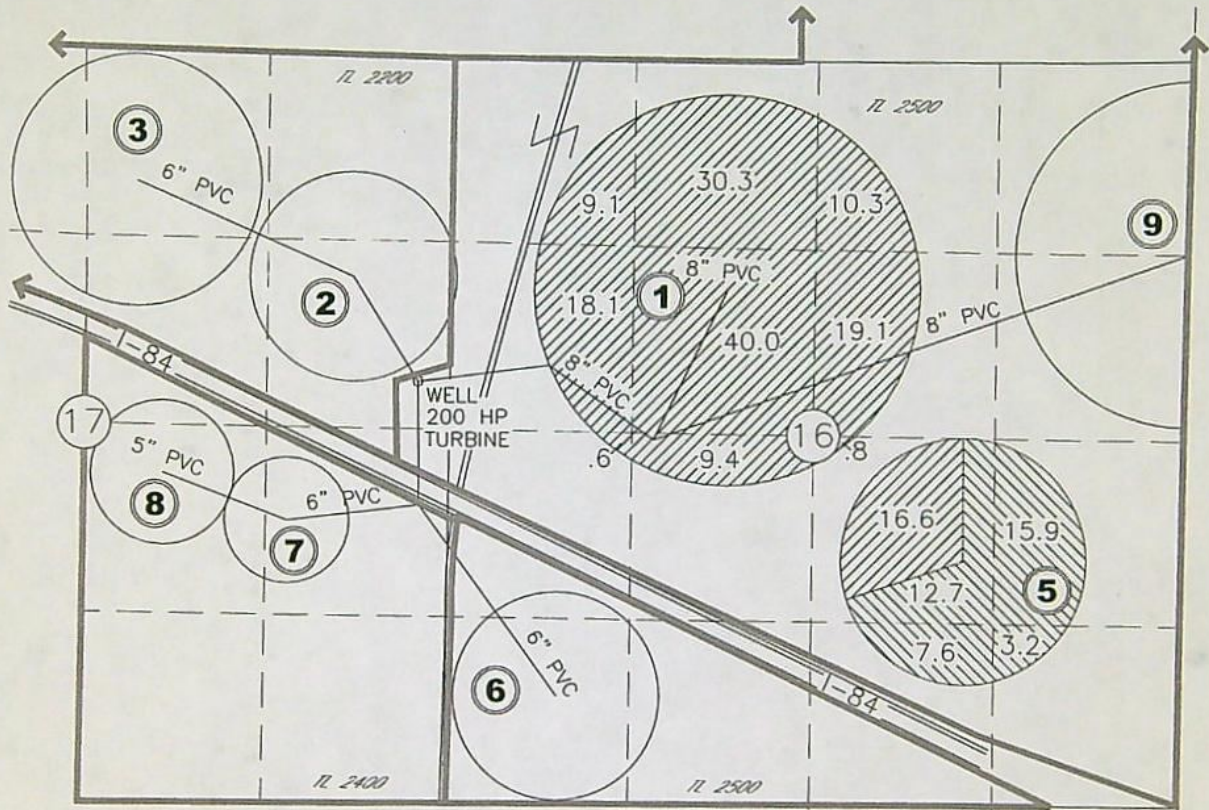 TL 2200
TL 2500
3
6" PVC
30.3
9.1
10.3
9
2
18.1
1
8" PVC
40.0
19.1
8" PVC
8" PVC
I-84
WELL
200 HP
TURBINE
17
16
.6
9.4
.8
5" PVC
8
6" PVC
7
16.6
15.9
12.7
5
7.6
3.2
6" PVC
6
I-84
TL 2400
TL 2500